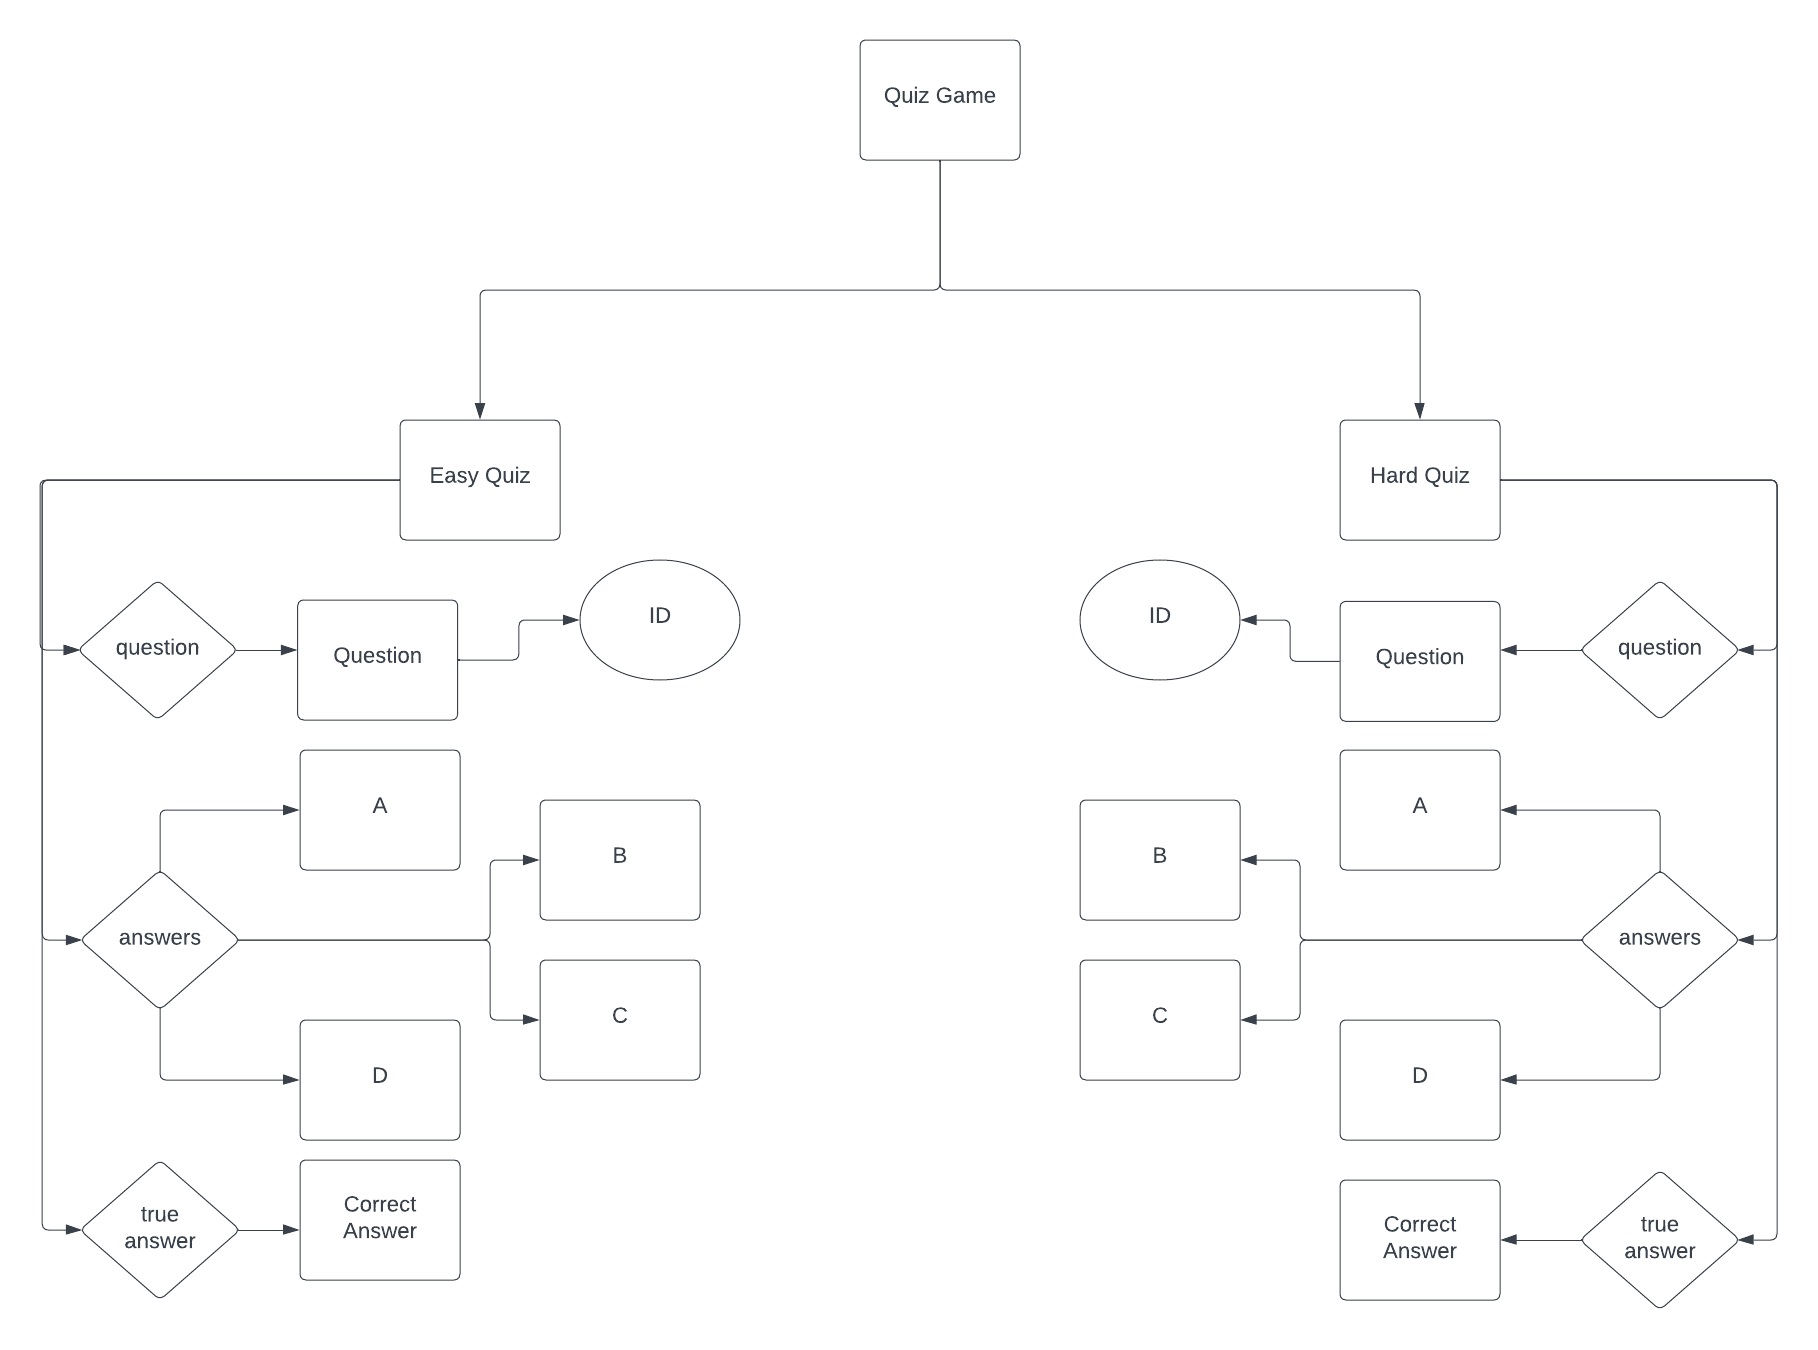 Quiz Game
Easy Quiz
Hard Quiz
question
Question
ID
ID
Question
question
A
A
B
B
answers
answers
C
C
D
D
true
answer
Correct
Answer
Correct
Answer
true
answer